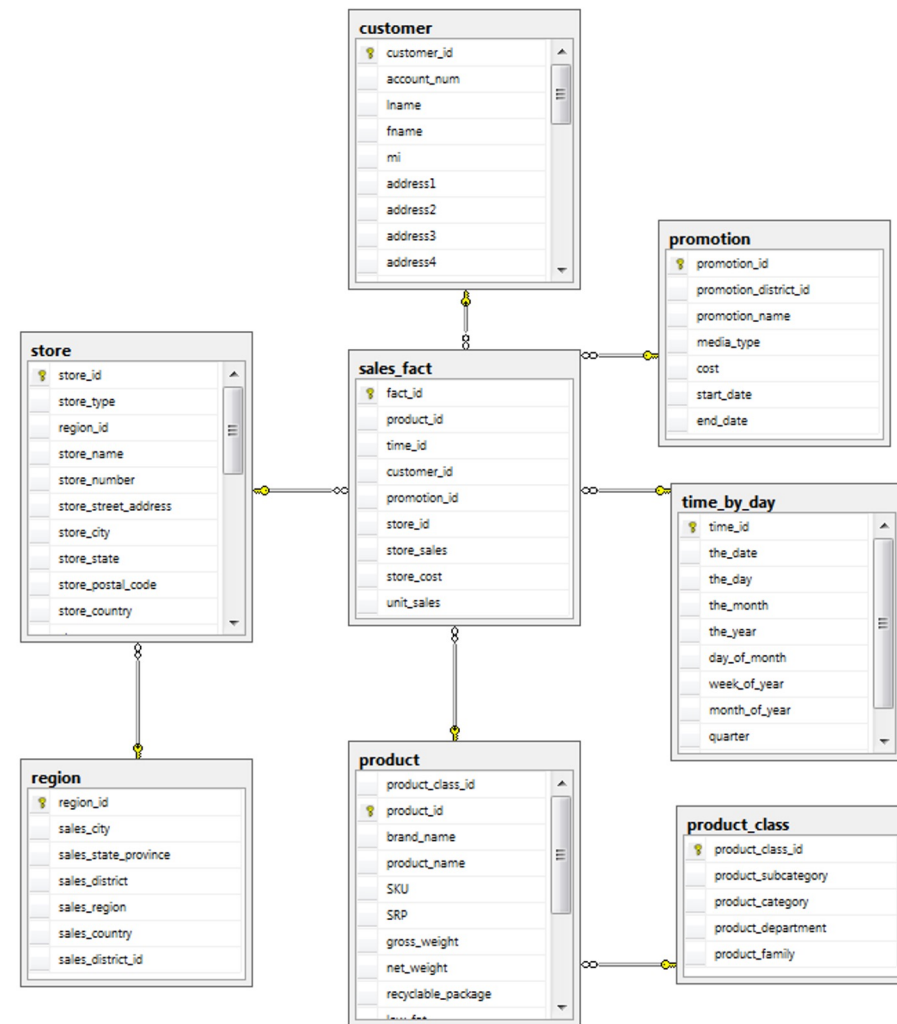 customer
customer_id
account_num
lname
fname
mi
address1
address2
address3
address4
promotion
promotion_id
promotion_district_id
promotion_name
media_type
cost
start_date
end_date
store
store_id
store_type
region_id
store_name
store_number
store_street_address
store_city
store_state
store_postal_code
store_country
sales_fact
fact_id
product_id
time_id
customer_id
promotion_id
store_id
store_sales
store_cost
unit_sales
time_by_day
time_id
the_date
the_day
the_month
the_year
day_of_month
week_of_year
month_of_year
quarter
region
region_id
sales_city
sales_state_province
sales_district
sales_region
sales_country
sales_district_id
product
product_class_id
product_id
brand_name
product_name
SKU
SRP
gross_weight
net_weight
recyclable_package
low_fat
product_class
product_class_id
product_subcategory
product_category
product_department
product_family